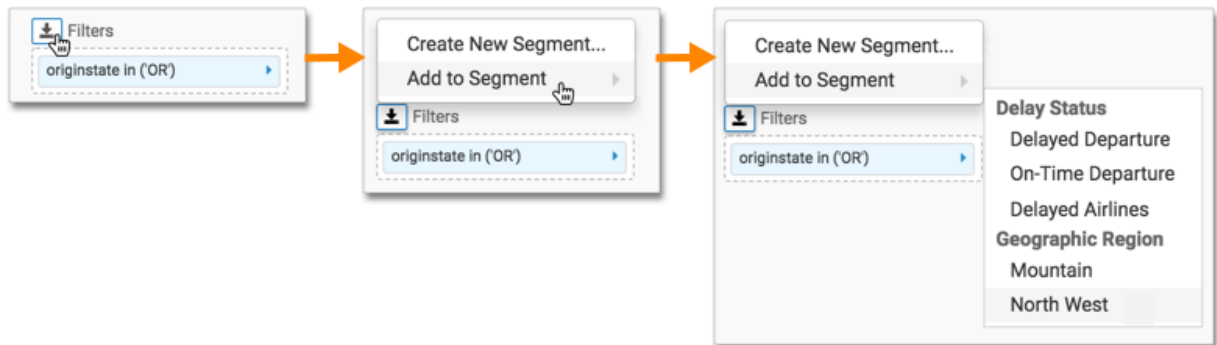 Filters
originstate in ('OR')
Create New Segment...
Add to Segment
Filters
originstate in ('OR')
Create New Segment...
Add to Segment
Filters
originstate in ('OR')
Delay Status
Delayed Departure
On-Time Departure
Delayed Airlines
Geographic Region
Mountain
North West